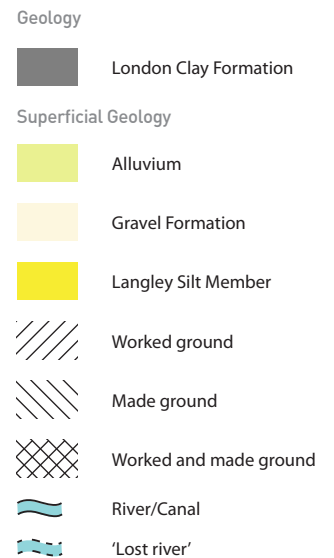 Geology
London Clay Formation
Superficial Geology
Alluvium
Gravel Formation
Langley Silt Member
Worked ground
Made ground
Worked and made ground
River/Canal
‘Lost river’